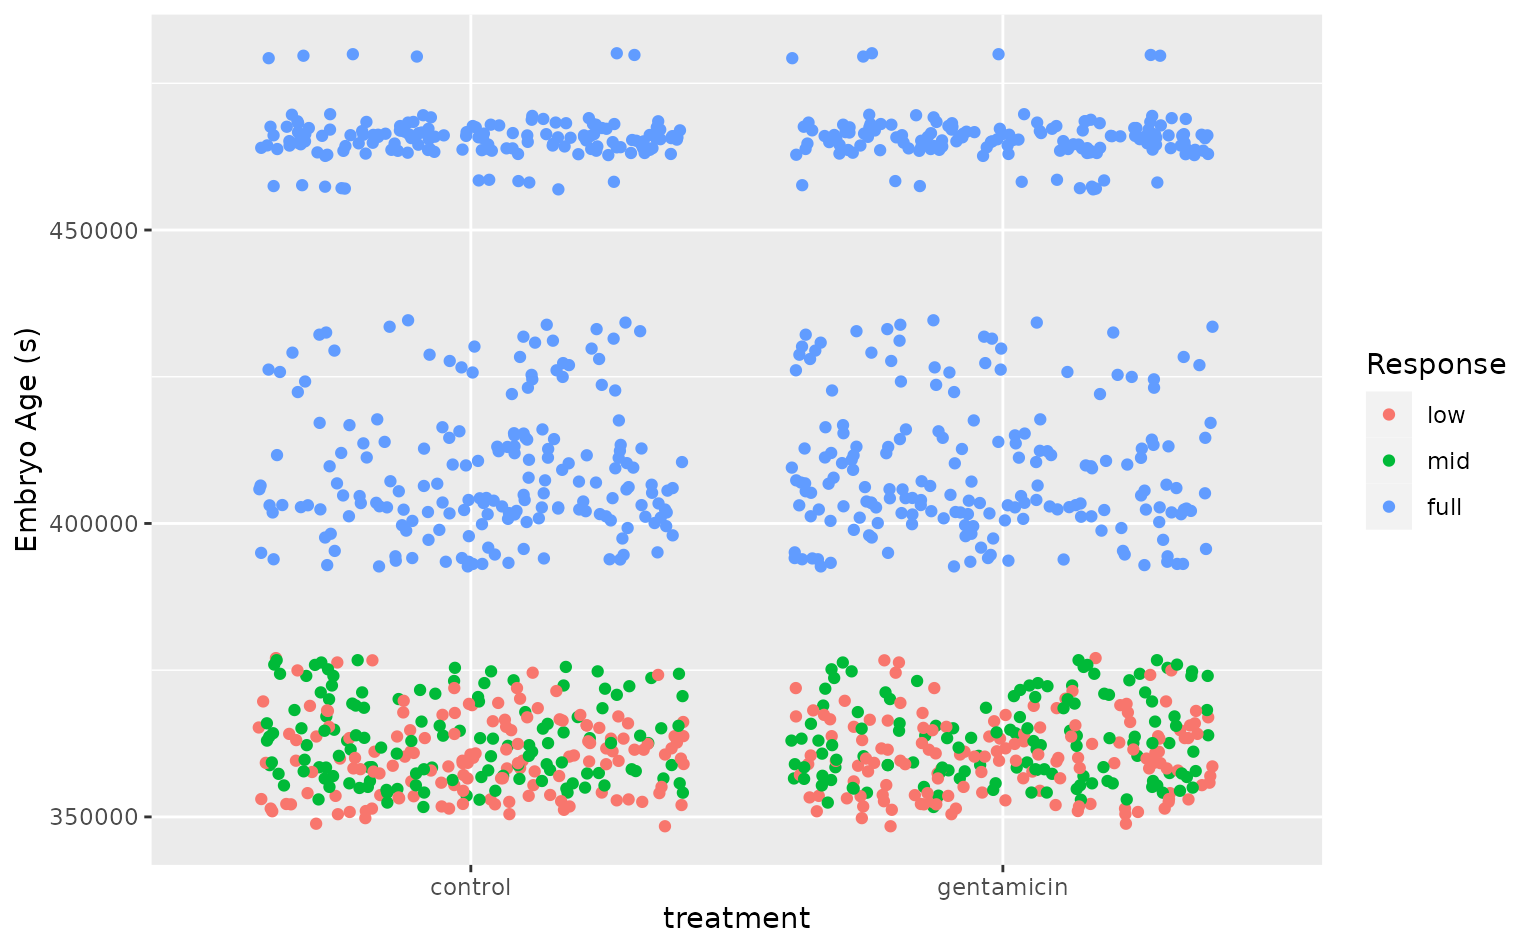 Embryo Age (s)
450000
400000
350000
control
gentamicin
treatment
Response
low
mid
full